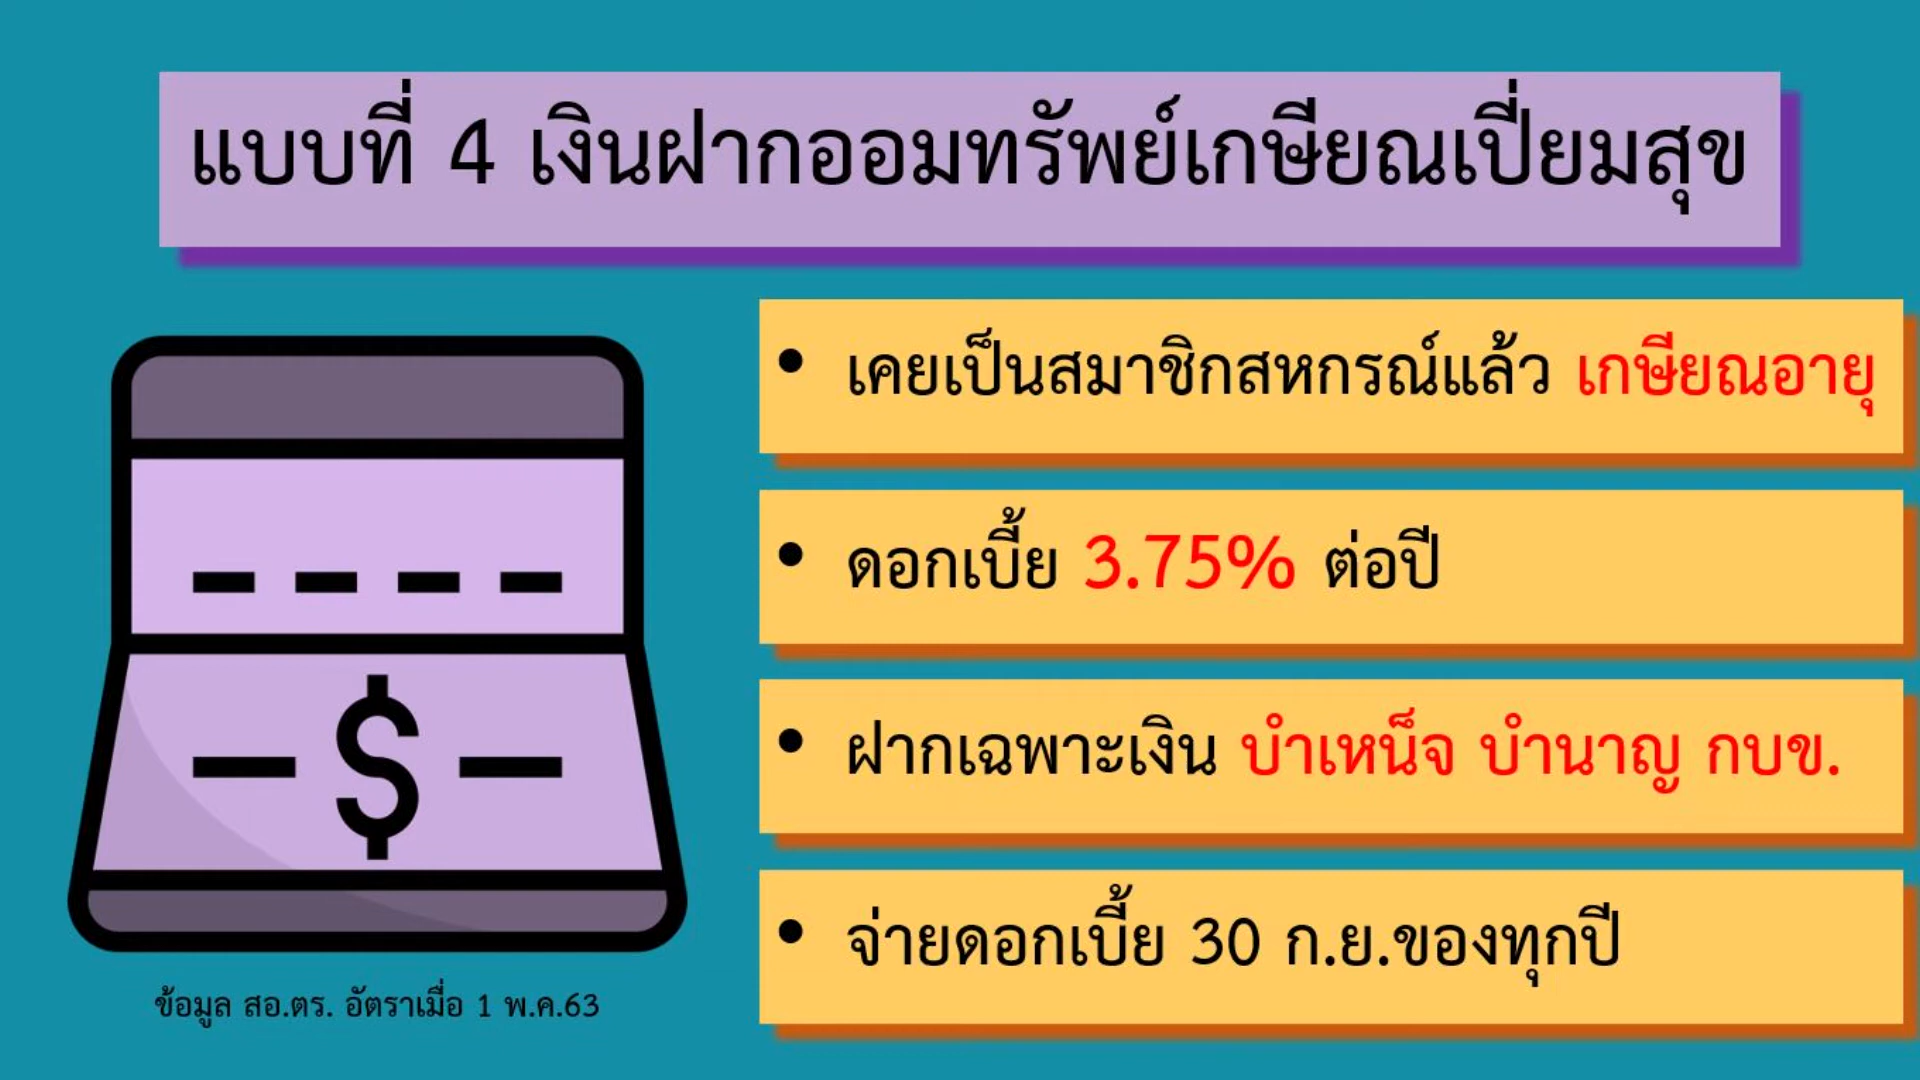 แบบที่ 4 เงินฝากออมทรัพย์เกษียณเปี่ยมสุข
• เคยเป็นสมาชิกสหกรณ์แล้ว เกษียณอายุ
• ดอกเบี้ย 3.75% ต่อปี
• ฝากเฉพาะเงิน บำเหน็จ บำนาญ กบข.
• จ่ายดอกเบี้ย 30 ก.ย.ของทุกปี
$
ข้อมูล สอ.ตร. อัตราเมื่อ 1 พ.ค.63